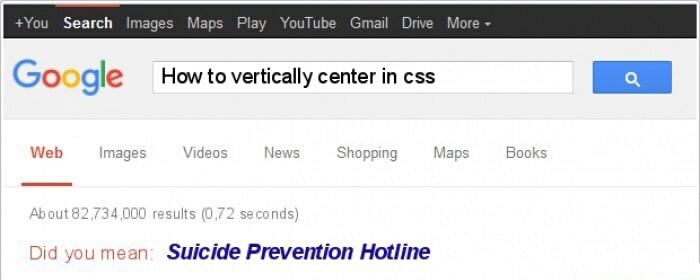 +You Search Images Maps Play YouTube Gmail Drive More
Google How to vertically center in css
Web Images Videos News Shopping Maps Books
About 82,734,000 results (0,72 seconds)
Did you mean: Suicide Prevention Hotline